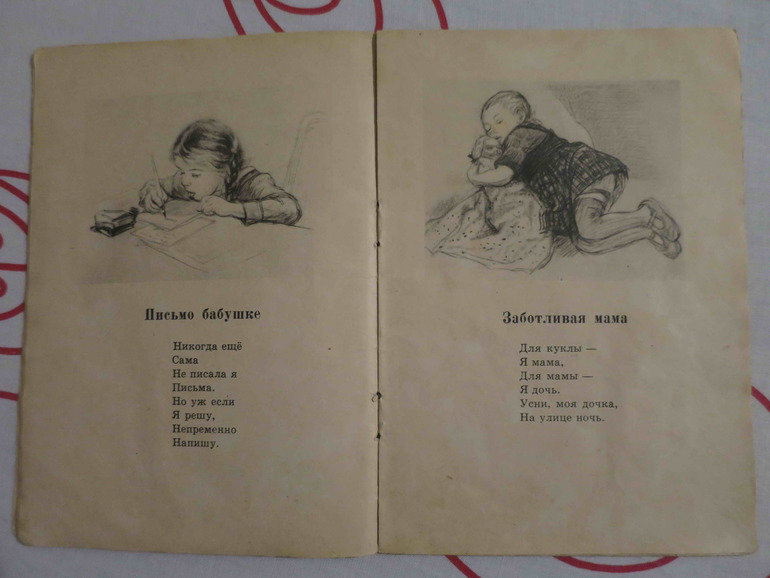 Письмо бабушке
Никогда ещё
Сама
Не писала я
Письма.
Но уж если
Я решу,
Непременно
Напишу.
Заботливая мама
Для куклы —
Я мама,
Для мамы —
Я дочь.
Усни, моя дочка,
На улице ночь.